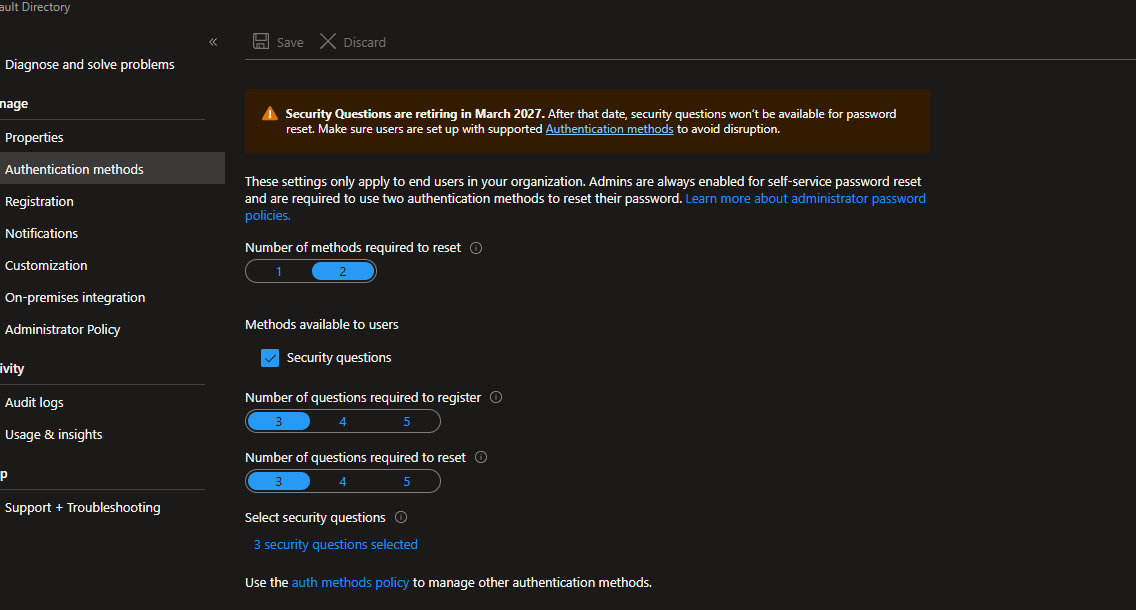 ault Directory
«
Save
Discard
Diagnose and solve problems
nage
Properties
Authentication methods
Registration
Notifications
Customization
On-premises integration
Administrator Policy
ivity
Audit logs
Usage & insights
p
Support + Troubleshooting
Security Questions are retiring in March 2027. After that date, security questions won't be available for password
reset. Make sure users are set up with supported Authentication methods to avoid disruption.
These settings only apply to end users in your organization. Admins are always enabled for self-service password reset
and are required to use two authentication methods to reset their password. Learn more about administrator password
policies.
Number of methods required to reset
1 2
Methods available to users
Security questions
Number of questions required to register
3 4 5
Number of questions required to reset
3 4 5
Select security questions
3 security questions selected
Use the auth methods policy to manage other authentication methods.